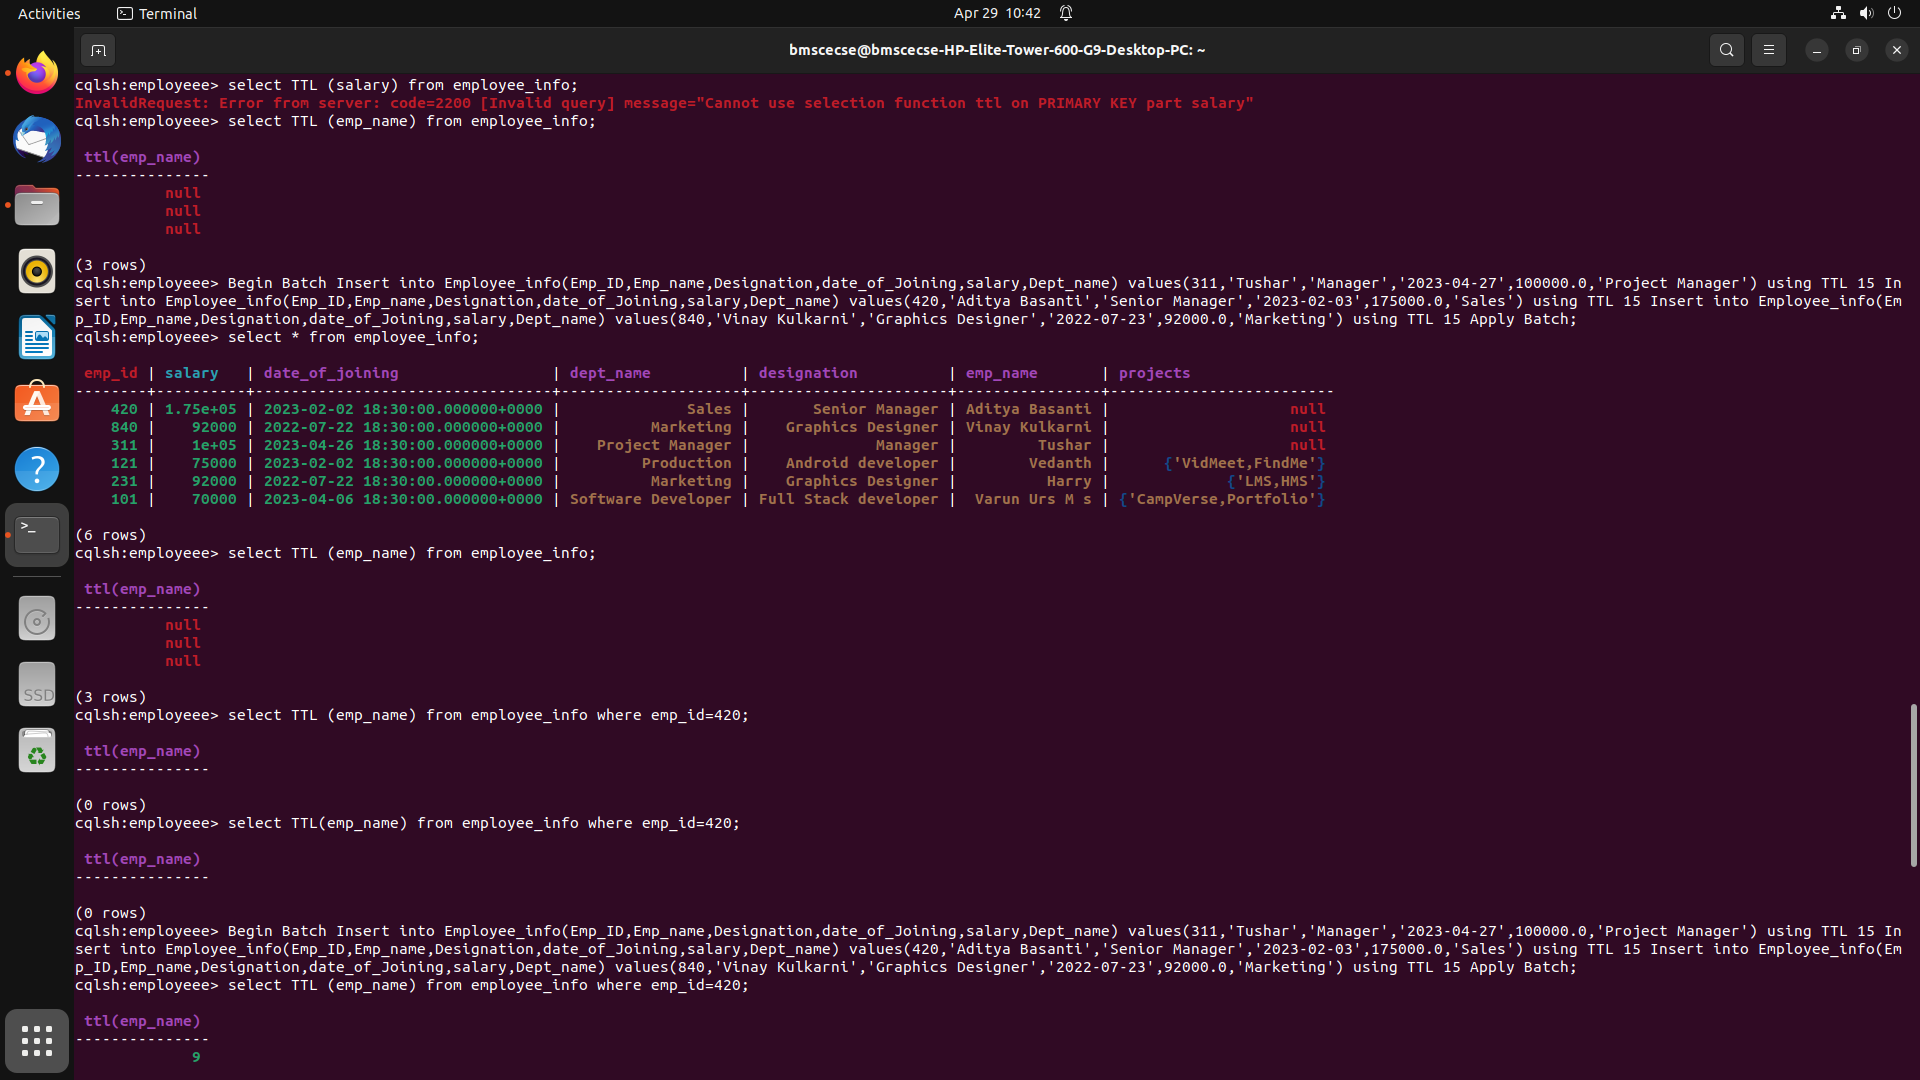 Activities
Terminal
Apr 29 10:42
bmscecse@bmscecse-HP-Elite-Tower-600-G9-Desktop-PC: ~
cqlsh:employeee> select TTL (salary) from employee_info;
InvalidRequest: Error from server: code=2200 [Invalid query] message="Cannot use selection function ttl on PRIMARY KEY part salary"
cqlsh:employeee> select TTL (emp_name) from employee_info;
ttl(emp_name)
---------------
null
null
null
(3 rows)
cqlsh:employeee> Begin Batch Insert into Employee_info(Emp_ID,Emp_name,Designation,date_of_Joining,salary,Dept_name) values(311,'Tushar','Manager','2023-04-27',100000.0,'Project Manager') using TTL 15 In
sert into Employee_info(Emp_ID,Emp_name,Designation,date_of_Joining,salary,Dept_name) values(420,'Aditya Basanti','Senior Manager','2023-02-03',175000.0,'Sales') using TTL 15 Insert into Employee_info(Em
p_ID,Emp_name,Designation,date_of_Joining,salary,Dept_name) values(840,'Vinay Kulkarni','Graphics Designer','2022-07-23',92000.0,'Marketing') using TTL 15 Apply Batch;
cqlsh:employeee> select * from employee_info;
emp_id | salary   | date_of_joining                 | dept_name          | designation          | emp_name       | projects
--------+----------+---------------------------------+--------------------+----------------------+----------------+-------------------------
420 | 1.75e+05 | 2023-02-02 18:30:00.000000+0000 |              Sales |       Senior Manager | Aditya Basanti |                    null
840 |    92000 | 2022-07-22 18:30:00.000000+0000 |          Marketing |    Graphics Designer | Vinay Kulkarni |                    null
311 |    1e+05 | 2023-04-26 18:30:00.000000+0000 |    Project Manager |              Manager |         Tushar |                    null
121 |    75000 | 2023-02-02 18:30:00.000000+0000 |         Production |    Android developer |        Vedanth |      {'VidMeet,FindMe'}
231 |    92000 | 2022-07-22 18:30:00.000000+0000 |          Marketing |    Graphics Designer |          Harry |             {'LMS,HMS'}
101 |    70000 | 2023-04-06 18:30:00.000000+0000 | Software Developer | Full Stack developer |  Varun Urs M s | {'CampVerse,Portfolio'}
(6 rows)
cqlsh:employeee> select TTL (emp_name) from employee_info;
ttl(emp_name)
---------------
null
null
null
(3 rows)
cqlsh:employeee> select TTL (emp_name) from employee_info where emp_id=420;
ttl(emp_name)
---------------
(0 rows)
cqlsh:employeee> select TTL(emp_name) from employee_info where emp_id=420;
ttl(emp_name)
---------------
(0 rows)
cqlsh:employeee> Begin Batch Insert into Employee_info(Emp_ID,Emp_name,Designation,date_of_Joining,salary,Dept_name) values(311,'Tushar','Manager','2023-04-27',100000.0,'Project Manager') using TTL 15 In
sert into Employee_info(Emp_ID,Emp_name,Designation,date_of_Joining,salary,Dept_name) values(420,'Aditya Basanti','Senior Manager','2023-02-03',175000.0,'Sales') using TTL 15 Insert into Employee_info(Em
p_ID,Emp_name,Designation,date_of_Joining,salary,Dept_name) values(840,'Vinay Kulkarni','Graphics Designer','2022-07-23',92000.0,'Marketing') using TTL 15 Apply Batch;
cqlsh:employeee> select TTL (emp_name) from employee_info where emp_id=420;
ttl(emp_name)
---------------
9
SSD